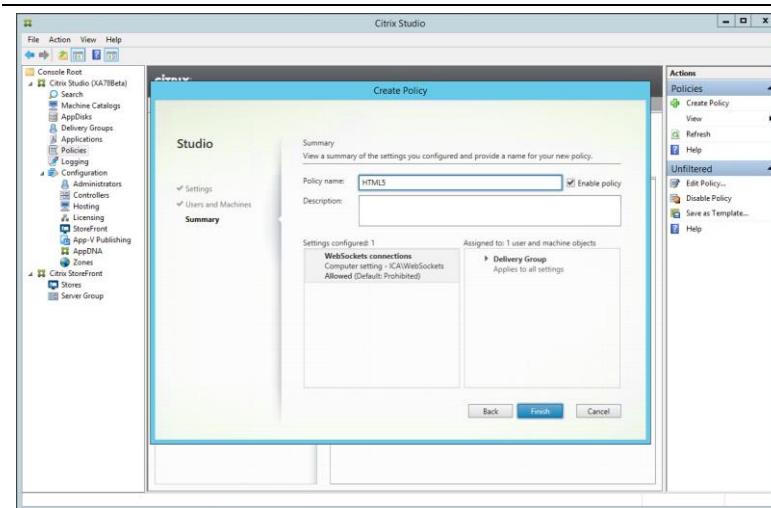 Citrix Studio
File Action View Help
Console Root
Citrix Studio (XA78Beta)
Search
Machine Catalogs
AppDisks
Delivery Groups
Applications
Policies
Logging
Configuration
Administrators
Controllers
Hosting
Licensing
StoreFront
App-V Publishing
AppDNA
Zones
Citrix StoreFront
Stores
Server Group
Create Policy
Studio
Settings
Users and Machines
Summary
Summary
View a summary of the settings you configured and provide a name for your new policy.
Policy name: HTML5 Enable policy
Description:
Settings configured: 1
WebSockets connections
Computer setting - ICA\WebSockets
Allowed (Default: Prohibited)
Assigned to: 1 user and machine objects
Delivery Group
Applies to all settings
Back Finish Cancel
Actions
Policies
Create Policy
View
Refresh
Help
Unfiltered
Edit Policy...
Disable Policy
Save as Template...
Help